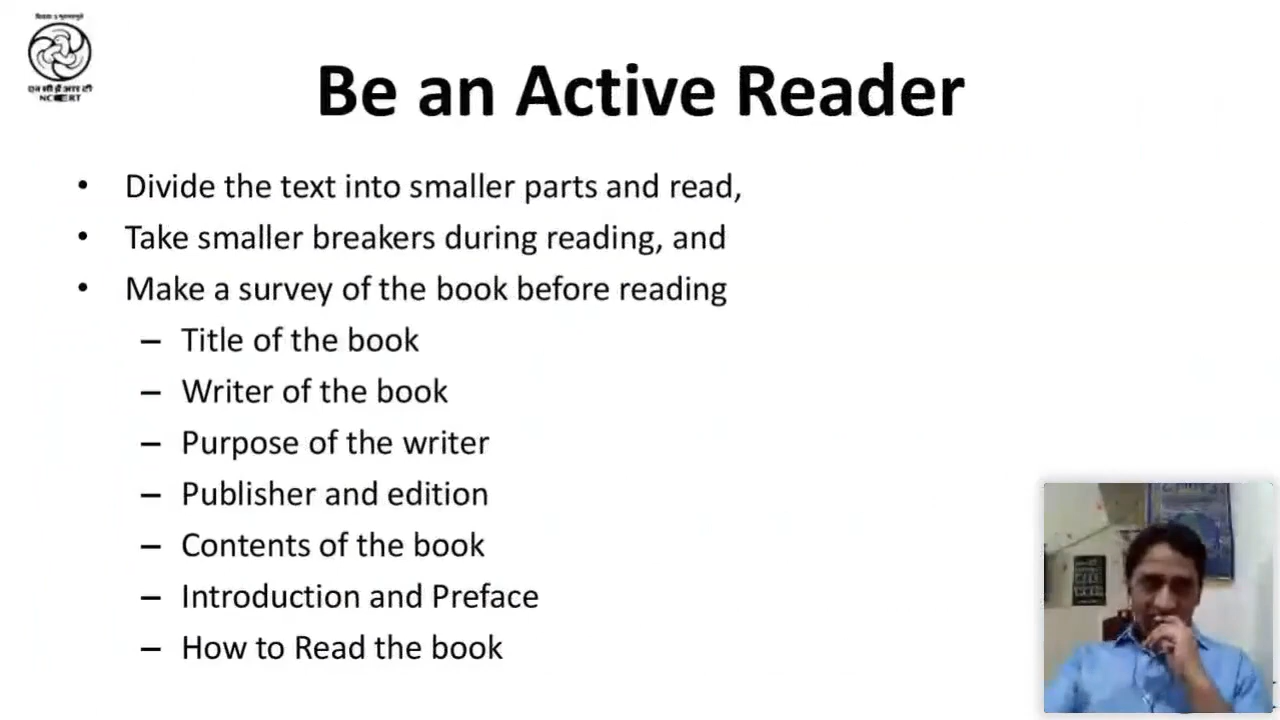 एन सी ई आर टी
NCERT
Be an Active Reader
• Divide the text into smaller parts and read,
• Take smaller breakers during reading, and
• Make a survey of the book before reading
– Title of the book
– Writer of the book
– Purpose of the writer
– Publisher and edition
– Contents of the book
– Introduction and Preface
– How to Read the book